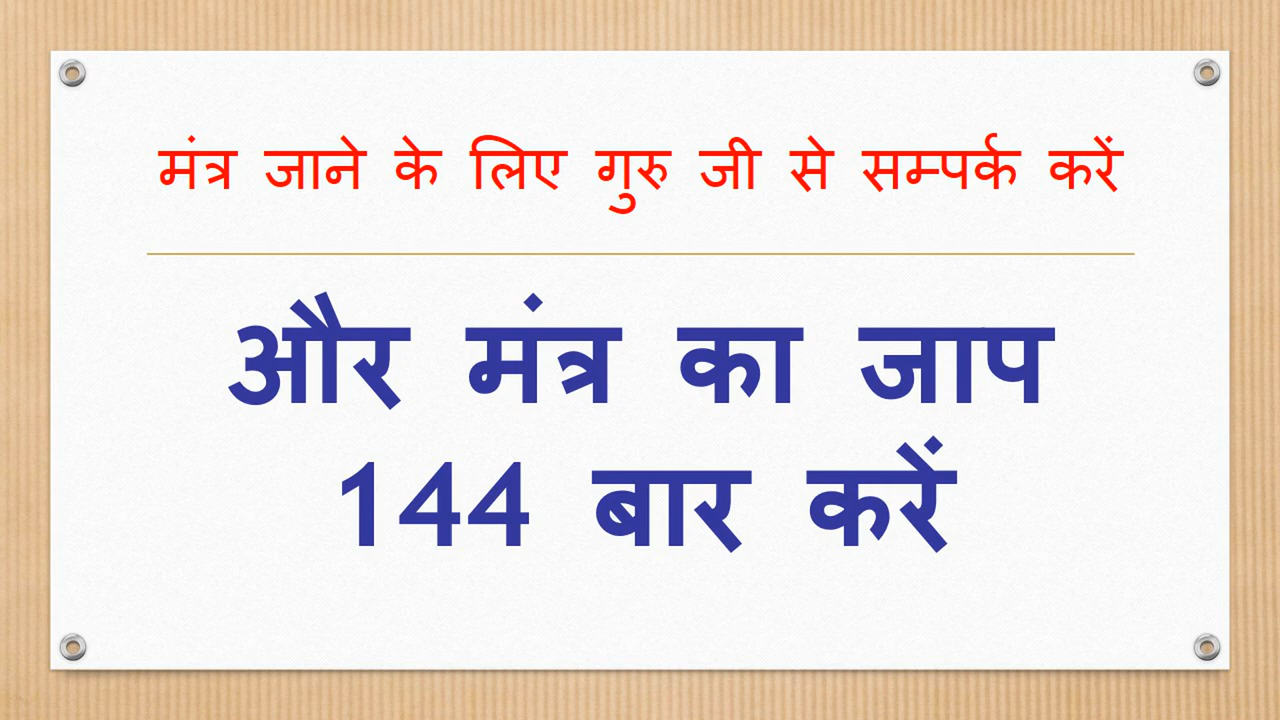 मंत्र जाने के लिए गुरु जी से सम्पर्क करें
और मंत्र का जाप
144 बार करें